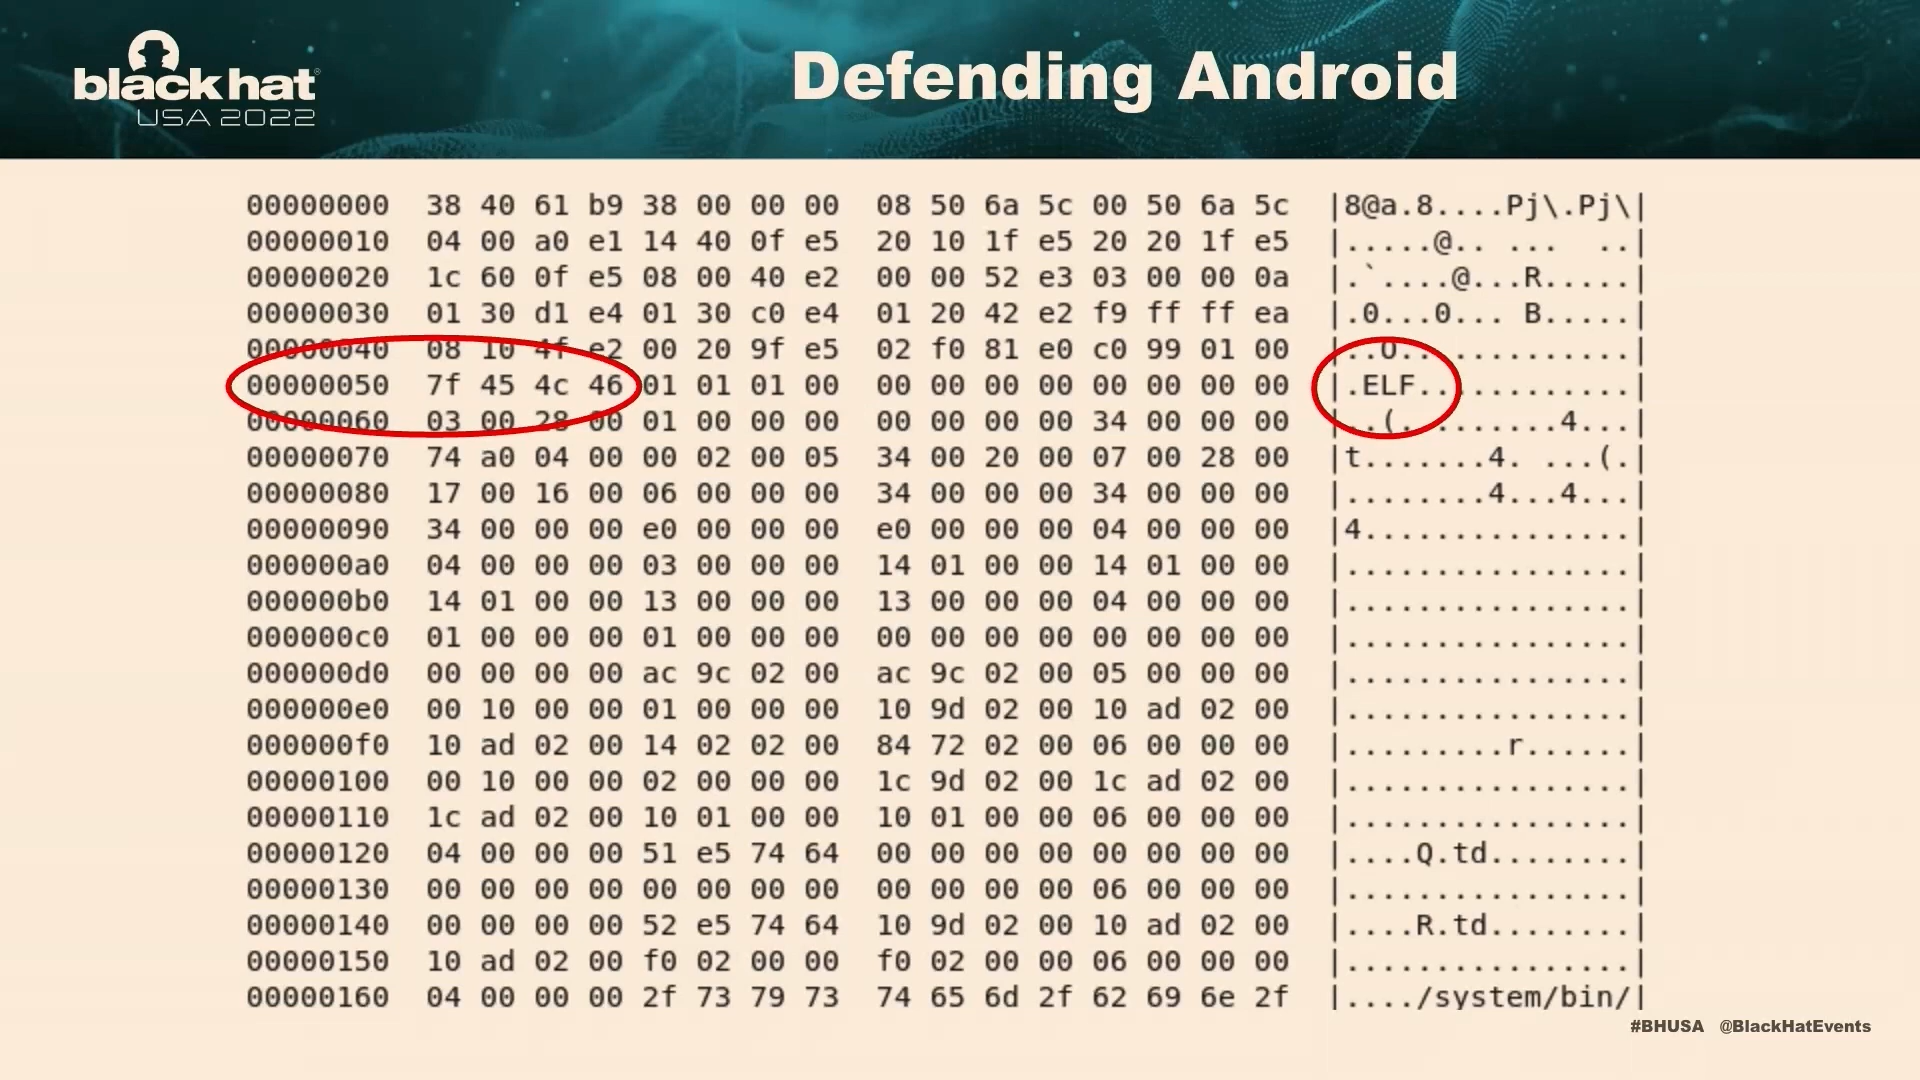 black hat®
USA 2022
Defending Android
00000000  38 40 61 b9 38 00 00 00  08 50 6a 5c 00 50 6a 5c  |8@a.8....Pj\.Pj\|
00000010  04 00 a0 e1 14 40 0f e5  20 10 1f e5 20 20 1f e5  |.....@.. ...  ..|
00000020  1c 60 0f e5 08 00 40 e2  00 00 52 e3 03 00 00 0a  |.`....@...R.....|
00000030  01 30 d1 e4 01 30 c0 e4  01 20 42 e2 f9 ff ff ea  |.0...0... B.....|
00000040  08 10 4f e2 00 20 9f e5  02 f0 81 e0 c0 99 01 00  |..O.. ..........|
00000050  7f 45 4c 46 01 01 01 00  00 00 00 00 00 00 00 00  |.ELF............|
00000060  03 00 28 00 01 00 00 00  00 00 00 00 34 00 00 00  |..(.........4...|
00000070  74 a0 04 00 00 02 00 05  34 00 20 00 07 00 28 00  |t.......4. ...(.|
00000080  17 00 16 00 06 00 00 00  34 00 00 00 34 00 00 00  |........4...4...|
00000090  34 00 00 00 e0 00 00 00  e0 00 00 00 04 00 00 00  |4...............|
000000a0  04 00 00 00 03 00 00 00  14 01 00 00 14 01 00 00  |................|
000000b0  14 01 00 00 13 00 00 00  13 00 00 00 04 00 00 00  |................|
000000c0  01 00 00 00 01 00 00 00  00 00 00 00 00 00 00 00  |................|
000000d0  00 00 00 00 ac 9c 02 00  ac 9c 02 00 05 00 00 00  |................|
000000e0  00 10 00 00 01 00 00 00  10 9d 02 00 10 ad 02 00  |................|
000000f0  10 ad 02 00 14 02 02 00  84 72 02 00 06 00 00 00  |.........r......|
00000100  00 10 00 00 02 00 00 00  1c 9d 02 00 1c ad 02 00  |................|
00000110  1c ad 02 00 10 01 00 00  10 01 00 00 06 00 00 00  |................|
00000120  04 00 00 00 51 e5 74 64  00 00 00 00 00 00 00 00  |....Q.td........|
00000130  00 00 00 00 00 00 00 00  00 00 00 00 06 00 00 00  |................|
00000140  00 00 00 00 52 e5 74 64  10 9d 02 00 10 ad 02 00  |....R.td........|
00000150  10 ad 02 00 f0 02 00 00  f0 02 00 00 06 00 00 00  |................|
00000160  04 00 00 00 2f 73 79 73  74 65 6d 2f 62 69 6e 2f  |..../system/bin/|
#BHUSA @BlackHatEvents